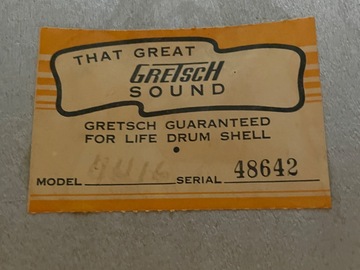 THAT GREAT
GRETSCH
SOUND
GRETSCH GUARANTEED
FOR LIFE DRUM SHELL
MODEL SERIAL 48642